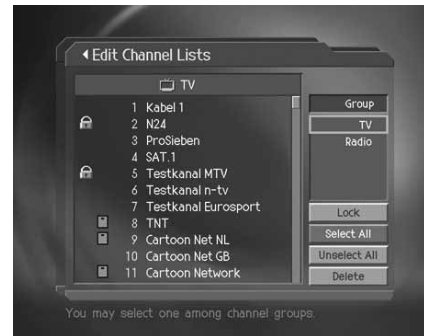 Edit Channel Lists
TV
1 Kabel 1
2 N24
3 ProSieben
4 SAT.1
5 Testkanal MTV
6 Testkanal n-tv
7 Testkanal Eurosport
8 TNT
9 Cartoon Net NL
10 Cartoon Net GB
11 Cartoon Network
Group
TV
Radio
Lock
Select All
Unselect All
Delete
You may select one among channel groups.